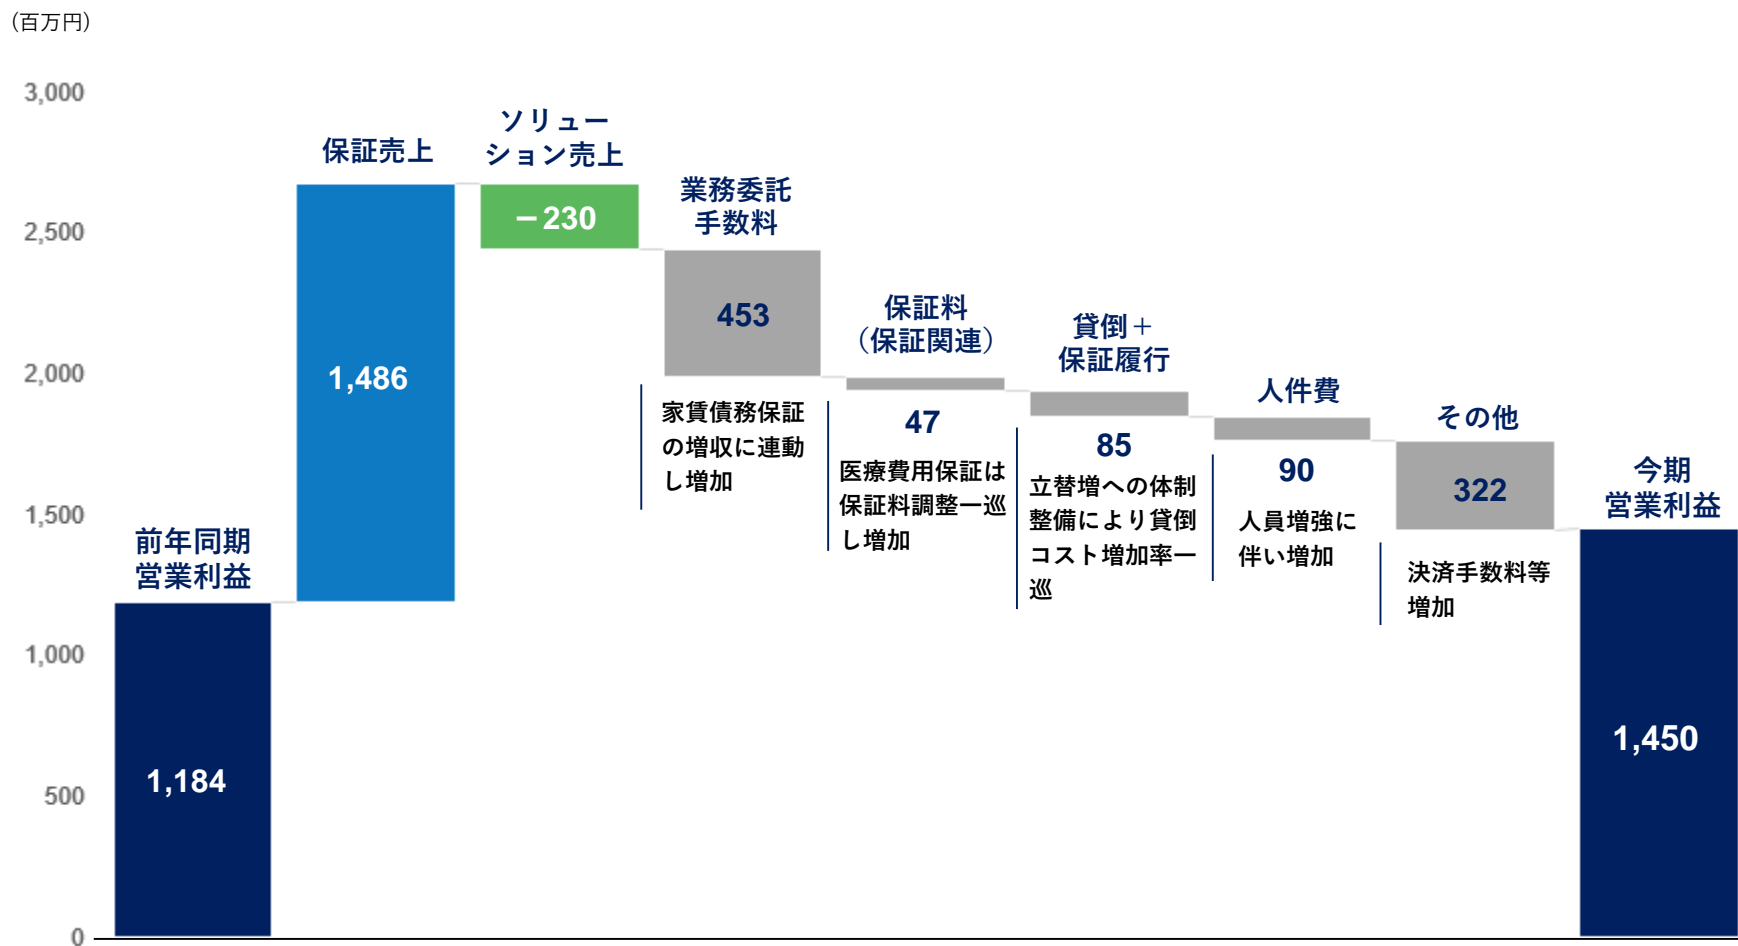 （百万円）
3,000
2,500
2,000
1,500
1,000
500
0
前年同期
営業利益
1,184
保証売上
1,486
ソリュー
ション売上
－230
業務委託
手数料
453
家賃債務保証
の増収に連動
し増加
保証料
（保証関連）
47
医療費用保証は
保証料調整一巡
し増加
貸倒＋
保証履行
85
立替増への体制
整備により貸倒
コスト増加率一
巡
人件費
90
人員増強に
伴い増加
その他
322
決済手数料等
増加
今期
営業利益
1,450